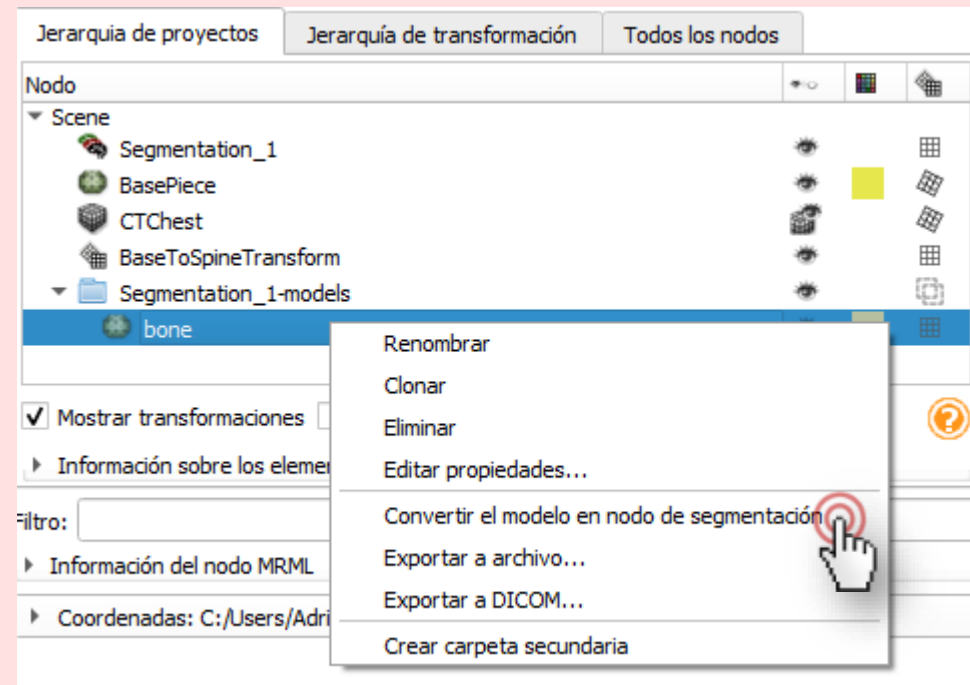 Jerarquia de proyectos Jerarquía de transformación Todos los nodos
Nodo
Scene
Segmentation_1
BasePiece
CTChest
BaseToSpineTransform
Segmentation_1-models
bone
Renombrar
Clonar
Mostrar transformaciones
Eliminar
Información sobre los
Editar propiedades...
Convertir el modelo en nodo de segmentación
Filtro:
Exportar a archivo...
Información del nodo MRML
Exportar a DICOM...
Coordenadas: C:/Users/Adri
Crear carpeta secundaria